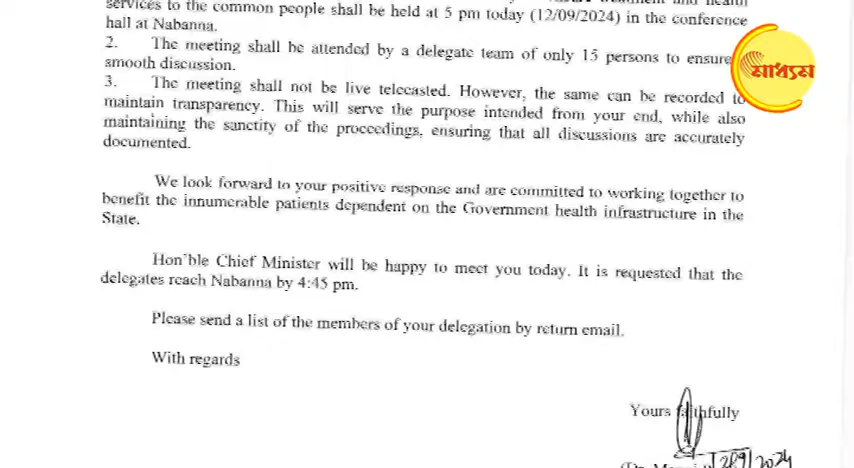 services to the common people shall be held at 5 pm today (12/09/2024) in the conference
hall at Nabanna.
2. The meeting shall be attended by a delegate team of only 15 persons to ensure
smooth discussion.
3. The meeting shall not be live telecasted. However, the same can be recorded to
maintain transparency. This will serve the purpose intended from your end, while also
maintaining the sanctity of the proceedings, ensuring that all discussions are accurately
documented.
We look forward to your positive response and are committed to working together to
benefit the innumerable patients dependent on the Government health infrastructure in the
State.
Hon'ble Chief Minister will be happy to meet you today. It is requested that the
delegates reach Nabanna by 4:45 pm.
Please send a list of the members of your delegation by return email.
With regards
Yours faithfully
12/9/2024
মাধ্যম